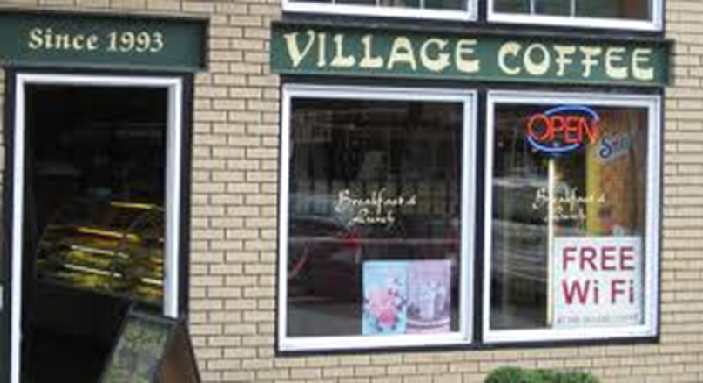 Since 1993
VILLAGE COFFEE
OPEN
Breakfast &
Lunch
Breakfast &
Lunch
FREE
Wi Fi